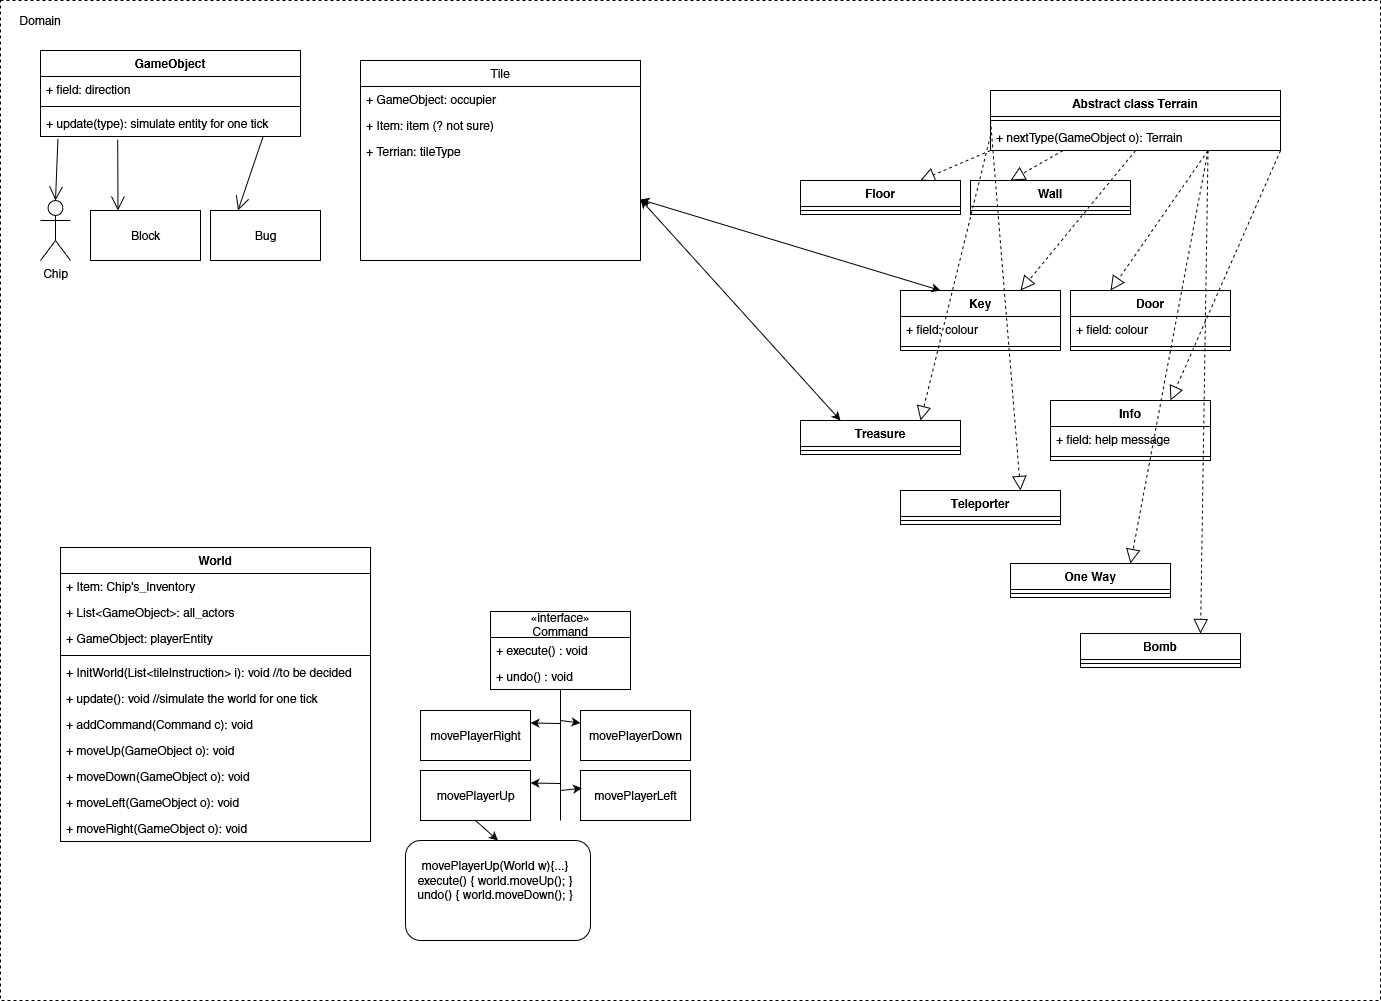 Domain
GameObject
+ field: direction
+ update(type): simulate entity for one tick
Chip
Block
Bug
Tile
+ GameObject: occupier
+ Item: item (? not sure)
+ Terrian: tileType
Abstract class Terrain
+ nextType(GameObject o): Terrain
Floor
Wall
Key
+ field: colour
Door
+ field: colour
Treasure
Info
+ field: help message
Teleporter
One Way
Bomb
World
+ Item: Chip's_Inventory
+ List<GameObject>: all_actors
+ GameObject: playerEntity
+ InitWorld(List<tileInstruction> i): void //to be decided
+ update(): void //simulate the world for one tick
+ addCommand(Command c): void
+ moveUp(GameObject o): void
+ moveDown(GameObject o): void
+ moveLeft(GameObject o): void
+ moveRight(GameObject o): void
«interface»
Command
+ execute() : void
+ undo() : void
movePlayerRight
movePlayerDown
movePlayerUp
movePlayerLeft
movePlayerUp(World w){...}
execute() { world.moveUp(); }
undo() { world.moveDown(); }